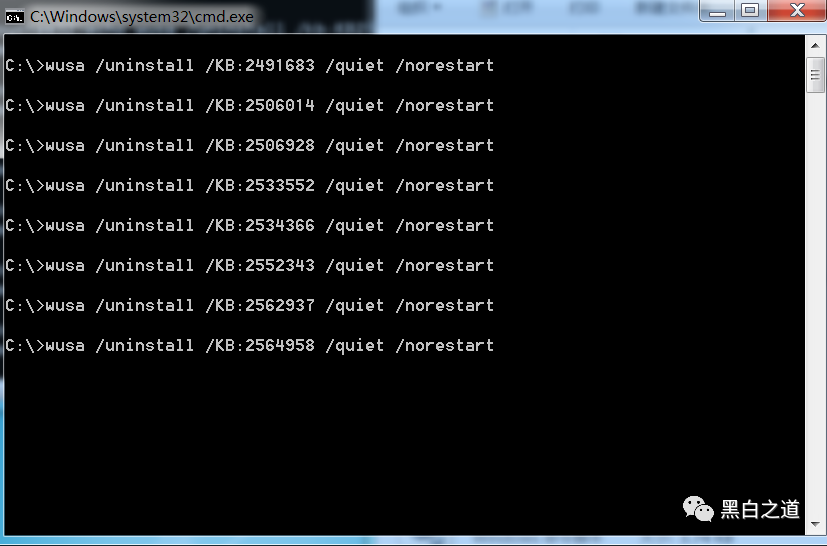 C:\Windows\system32\cmd.exe
C:\>wusa /uninstall /KB:2491683 /quiet /norestart
C:\>wusa /uninstall /KB:2506014 /quiet /norestart
C:\>wusa /uninstall /KB:2506928 /quiet /norestart
C:\>wusa /uninstall /KB:2533552 /quiet /norestart
C:\>wusa /uninstall /KB:2534366 /quiet /norestart
C:\>wusa /uninstall /KB:2552343 /quiet /norestart
C:\>wusa /uninstall /KB:2562937 /quiet /norestart
C:\>wusa /uninstall /KB:2564958 /quiet /norestart
黑白之道